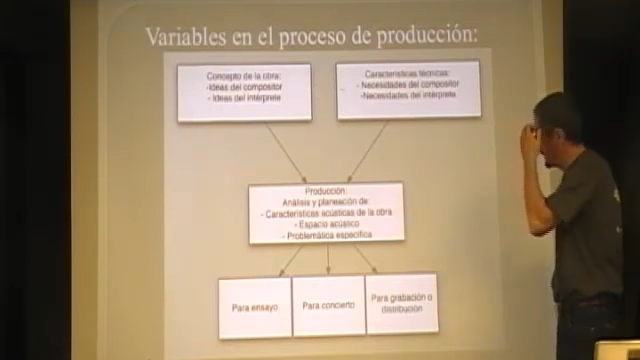 Variables en el proceso de producción:
Concepto de la obra:
-Ideas del compositor
- Ideas del intérprete
Características técnicas:
- Necesidades del compositor
-Necesidades del intérprete
Producción:
Análisis y planeación de:
- Características acústicas de la obra
- Espacio acústico
- Problemática específica
Para ensayo
Para concierto
Para grabación o
distribución